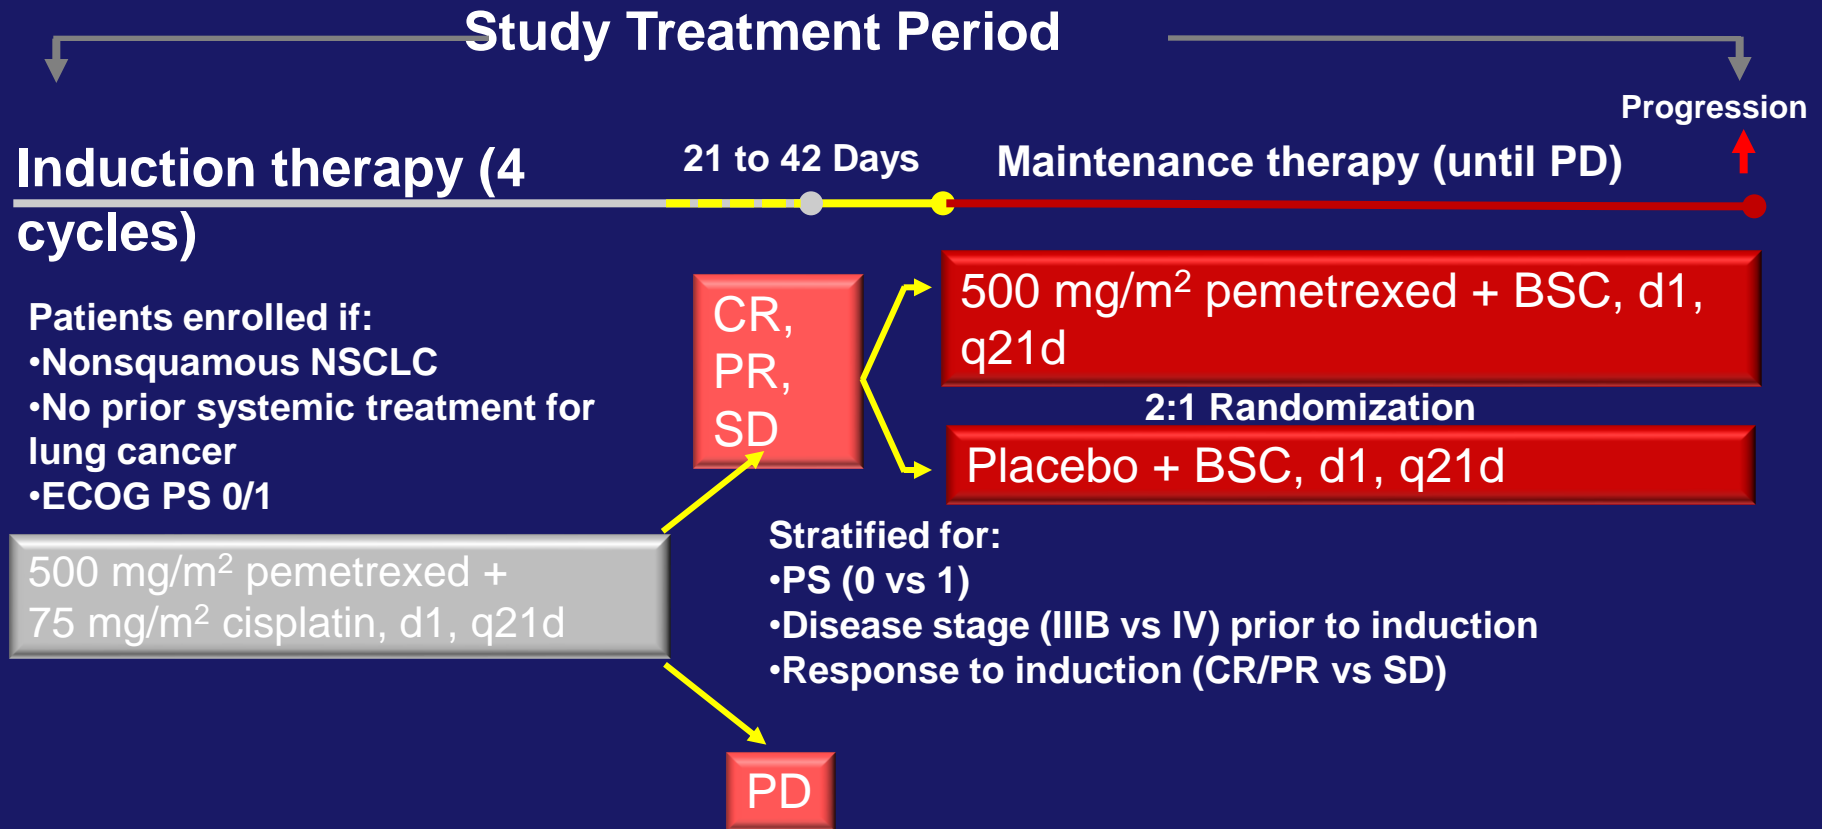 Study Treatment Period
Progression
Induction therapy (4
cycles)
21 to 42 Days
Maintenance therapy (until PD)
Patients enrolled if:
•Nonsquamous NSCLC
•No prior systemic treatment for
lung cancer
•ECOG PS 0/1
500 mg/m² pemetrexed +
75 mg/m² cisplatin, d1, q21d
CR,
PR,
SD
PD
500 mg/m² pemetrexed + BSC, d1,
q21d
2:1 Randomization
Placebo + BSC, d1, q21d
Stratified for:
•PS (0 vs 1)
•Disease stage (IIIB vs IV) prior to induction
•Response to induction (CR/PR vs SD)